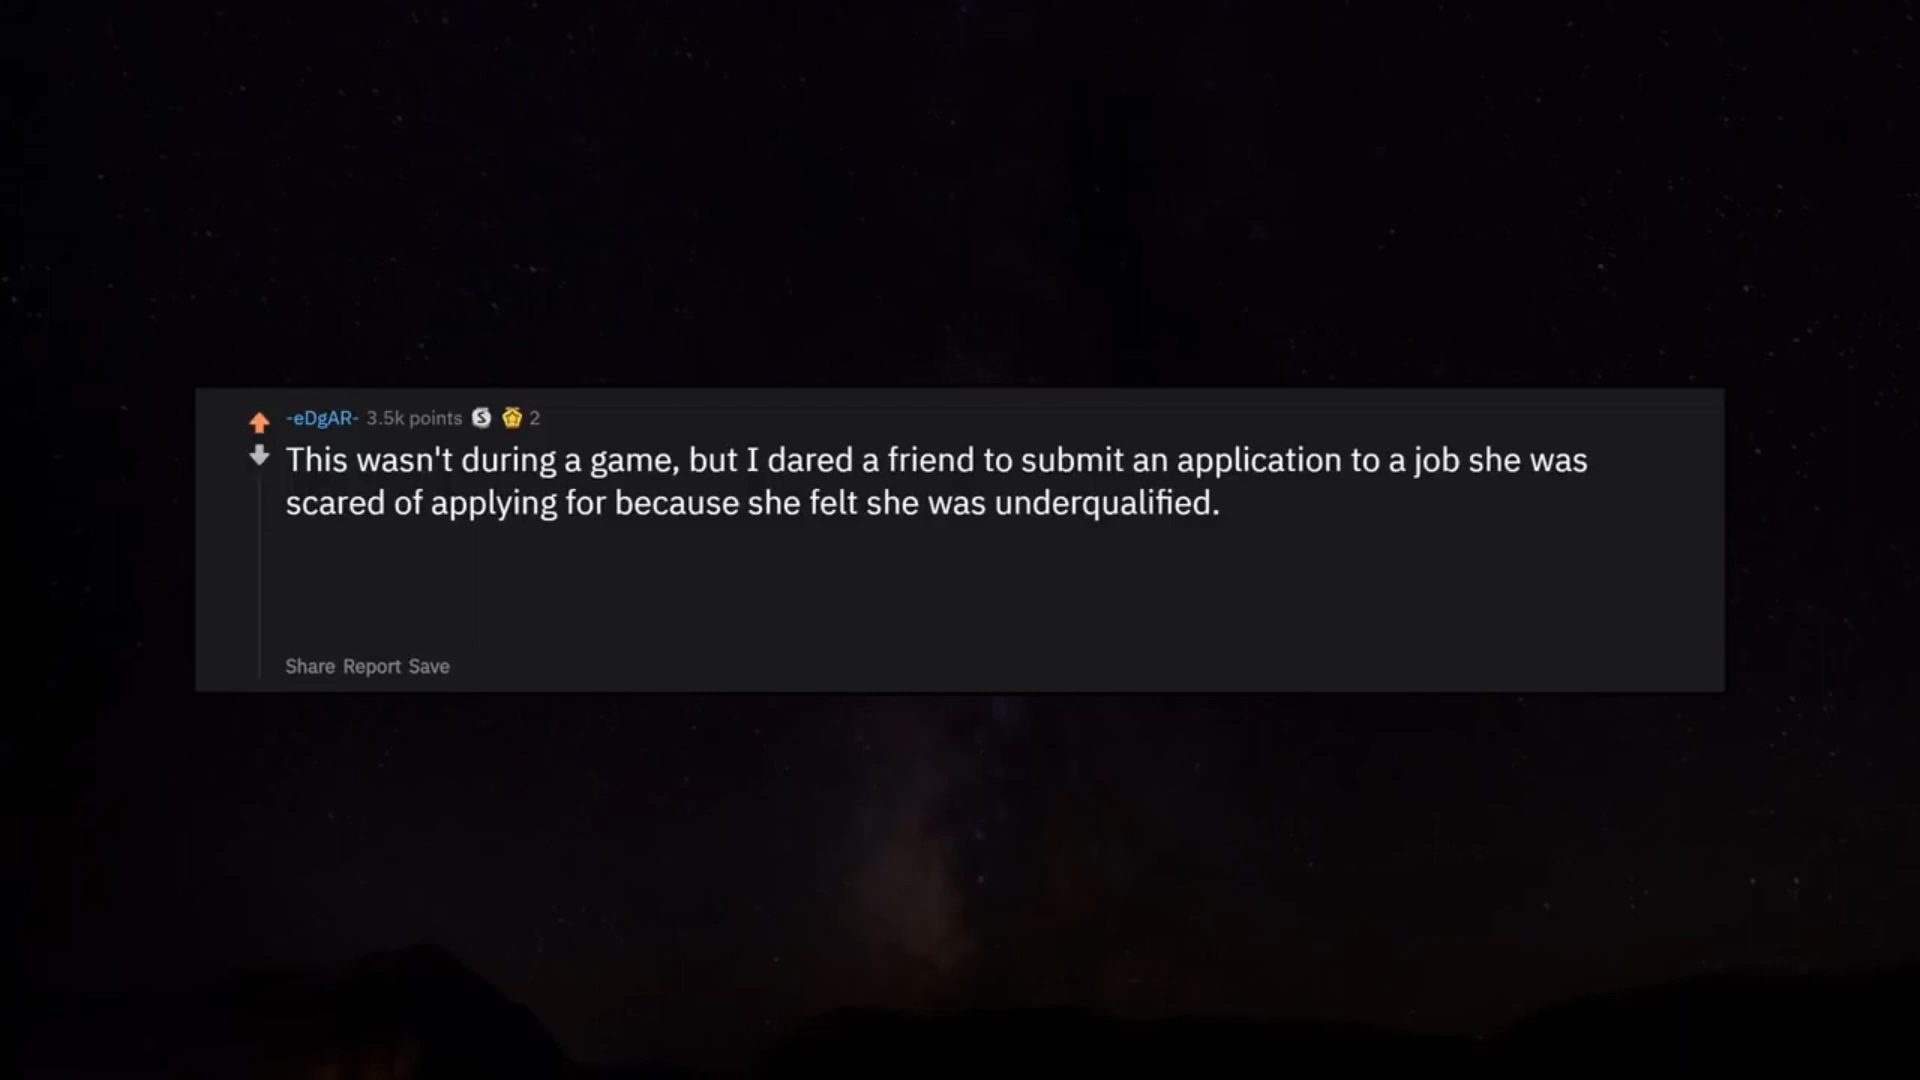 -eDgAR- 3.5k points S 2
This wasn't during a game, but I dared a friend to submit an application to a job she was
scared of applying for because she felt she was underqualified.
Share Report Save